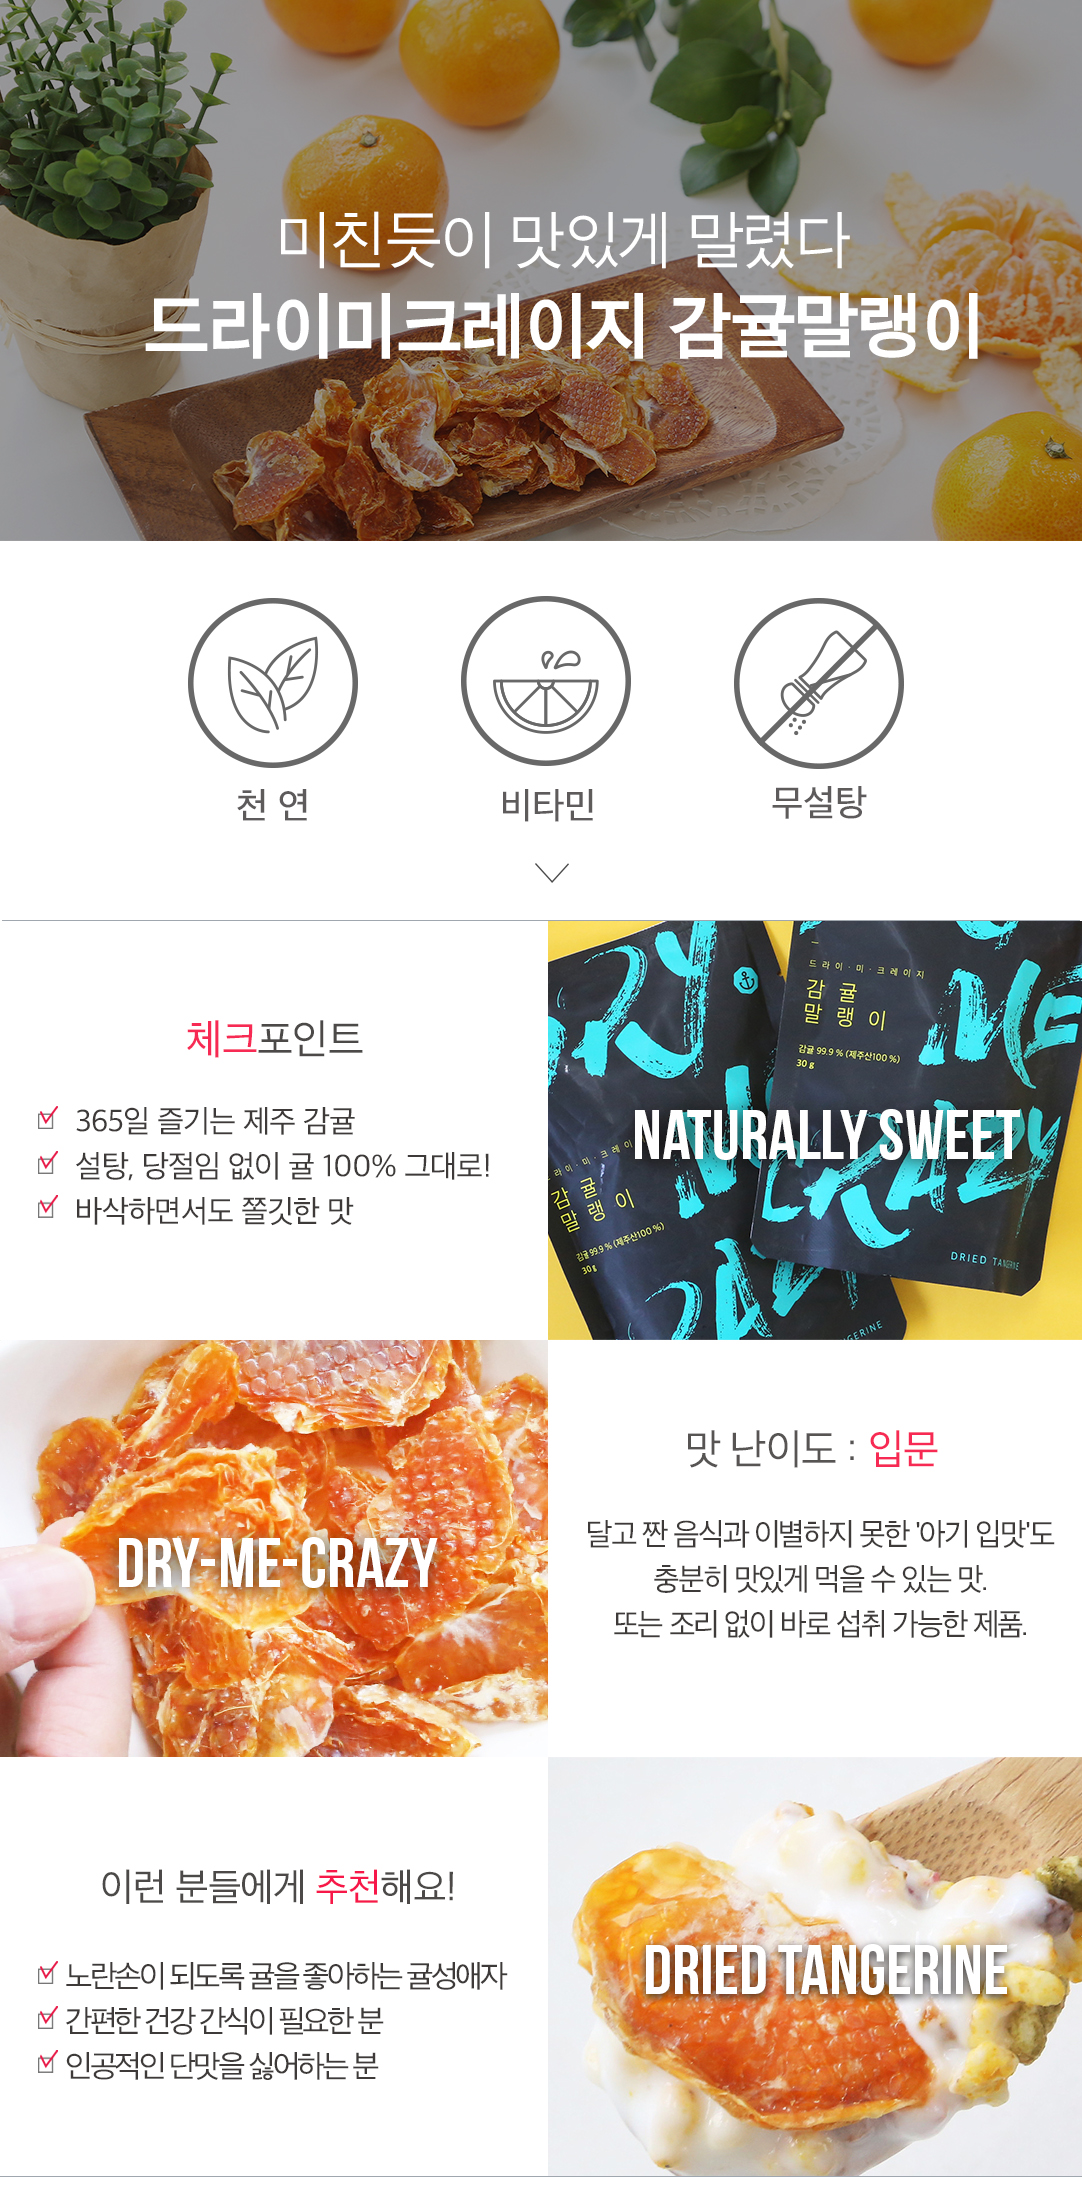 미친듯이 맛있게 말렸다
드라이미크레이지 감귤말랭이
천 연
비타민
무설탕
체크포인트
365일 즐기는 제주 감귤
설탕, 당절임 없이 귤 100% 그대로!
바삭하면서도 쫄깃한 맛
RY.
ME
CRAZY
드라이·미·크레이지
감귤
말랭이
감귤 99.9 % (제주산100 %)
30 g
DRIED TANGERINE
드라이·미·크레이
감귤
말랭이
감귤 99.9 % (제주산100 %)
30 g
NATURALLY SWEET
DRY-ME-CRAZY
맛 난이도 : 입문
달고 짠 음식과 이별하지 못한 '아기 입맛'도
충분히 맛있게 먹을 수 있는 맛.
또는 조리 없이 바로 섭취 가능한 제품.
이런 분들에게 추천해요!
노란손이 되도록 귤을 좋아하는 귤성애자
간편한 건강 간식이 필요한 분
인공적인 단맛을 싫어하는 분
DRIED TANGERINE